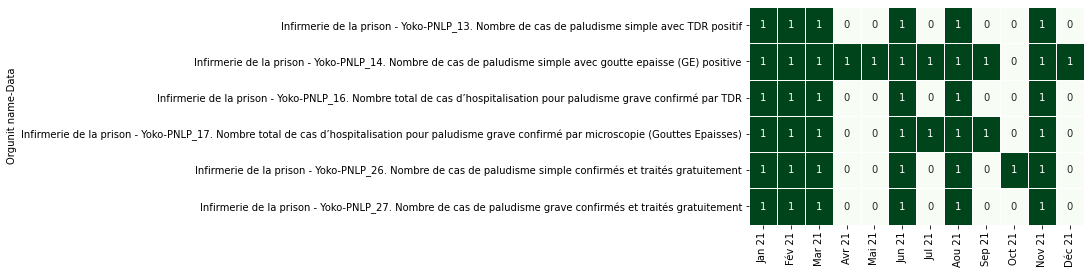 Orgunit name-Data
Infirmerie de la prison - Yoko-PNLP_13. Nombre de cas de paludisme simple avec TDR positif 1 1 1 0 0 1 0 1 0 0 1 0
Infirmerie de la prison - Yoko-PNLP_14. Nombre de cas de paludisme simple avec goutte epaisse (GE) positive 1 1 1 1 1 1 1 1 1 0 1 1
Infirmerie de la prison - Yoko-PNLP_16. Nombre total de cas d’hospitalisation pour paludisme grave confirmé par TDR 1 1 1 0 0 1 0 1 0 0 1 0
Infirmerie de la prison - Yoko-PNLP_17. Nombre total de cas d’hospitalisation pour paludisme grave confirmé par microscopie (Gouttes Epaisses) 1 1 1 0 0 1 1 1 1 0 1 0
Infirmerie de la prison - Yoko-PNLP_26. Nombre de cas de paludisme simple confirmés et traités gratuitement 1 1 1 0 0 1 0 1 0 1 1 0
Infirmerie de la prison - Yoko-PNLP_27. Nombre de cas de paludisme grave confirmés et traités gratuitement 1 1 1 0 0 1 0 1 0 0 1 0
Jan 21 Fév 21 Mar 21 Avr 21 Mai 21 Jun 21 Jul 21 Aou 21 Sep 21 Oct 21 Nov 21 Déc 21